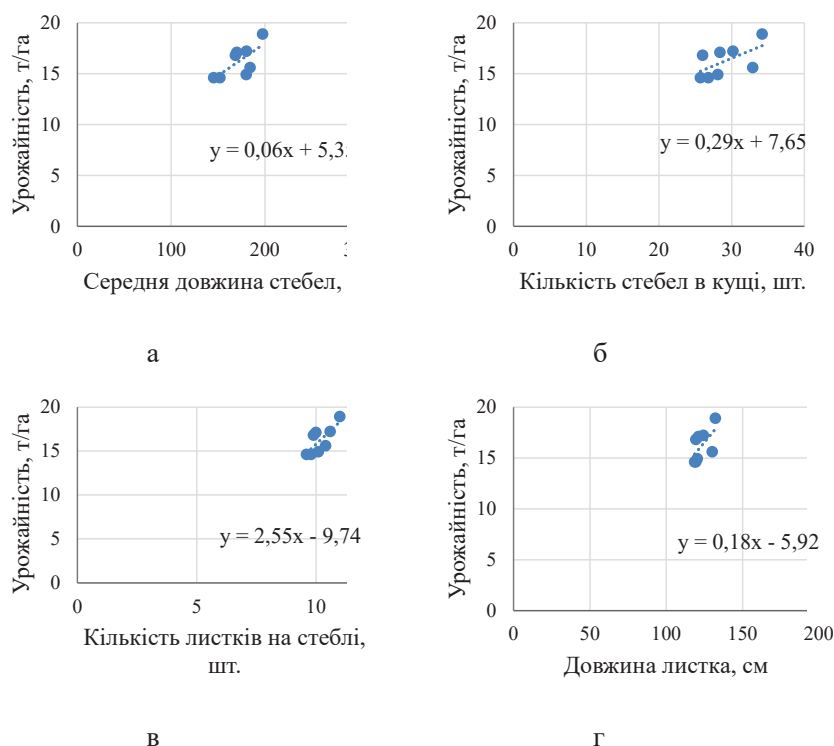 Урожайність, т/га
20
15
10
5
0
y = 0,06x + 5,3
0 100 200
Середня довжина стебел,
а
Урожайність, т/га
20
15
10
5
0
y = 0,29x + 7,65
0 10 20 30 40
Кількість стебел в кущі, шт.
б
Урожайність, т/га
20
15
10
5
0
y = 2,55x - 9,74
0 5 10
Кількість листків на стеблі,
шт.
в
Урожайність, т/га
20
15
10
5
0
y = 0,18x - 5,92
0 50 100 150 200
Довжина листка, см
г